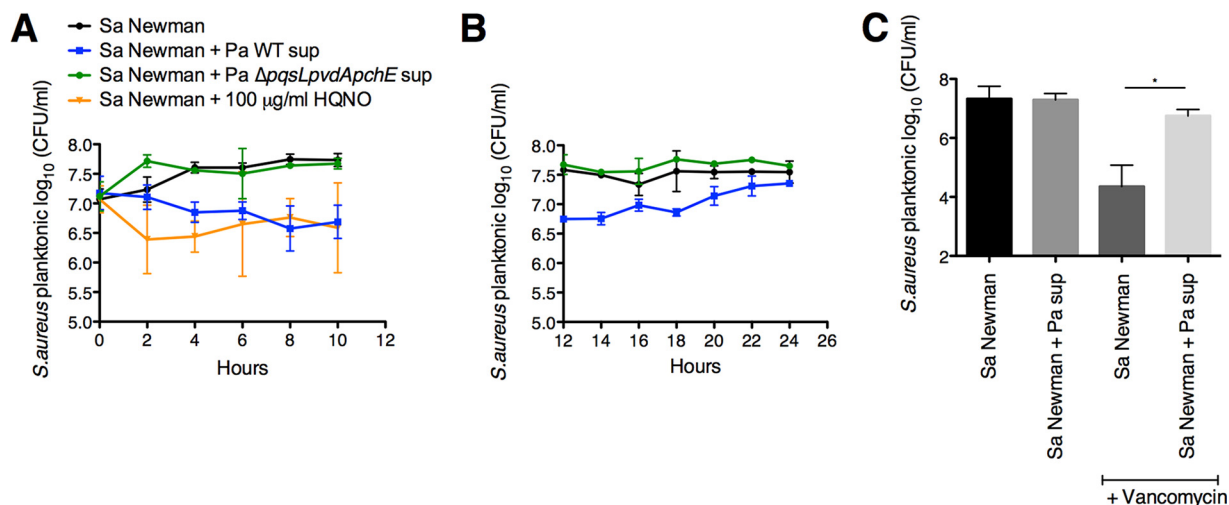 A
Sa Newman
Sa Newman + Pa WT sup
Sa Newman + Pa ΔpqsLpvdApchE sup
Sa Newman + 100 μg/ml HQNO
S.aureus planktonic log10 (CFU/ml)
8.0
7.5
7.0
6.5
6.0
5.5
5.0
0 2 4 6 8 10 12
Hours
B
S.aureus planktonic log10 (CFU/ml)
8.0
7.5
7.0
6.5
6.0
5.5
5.0
12 14 16 18 20 22 24 26
Hours
C
S.aureus planktonic log10 (CFU/ml)
8
6
4
2
*
Sa Newman
Sa Newman + Pa sup
Sa Newman
Sa Newman + Pa sup
+ Vancomycin